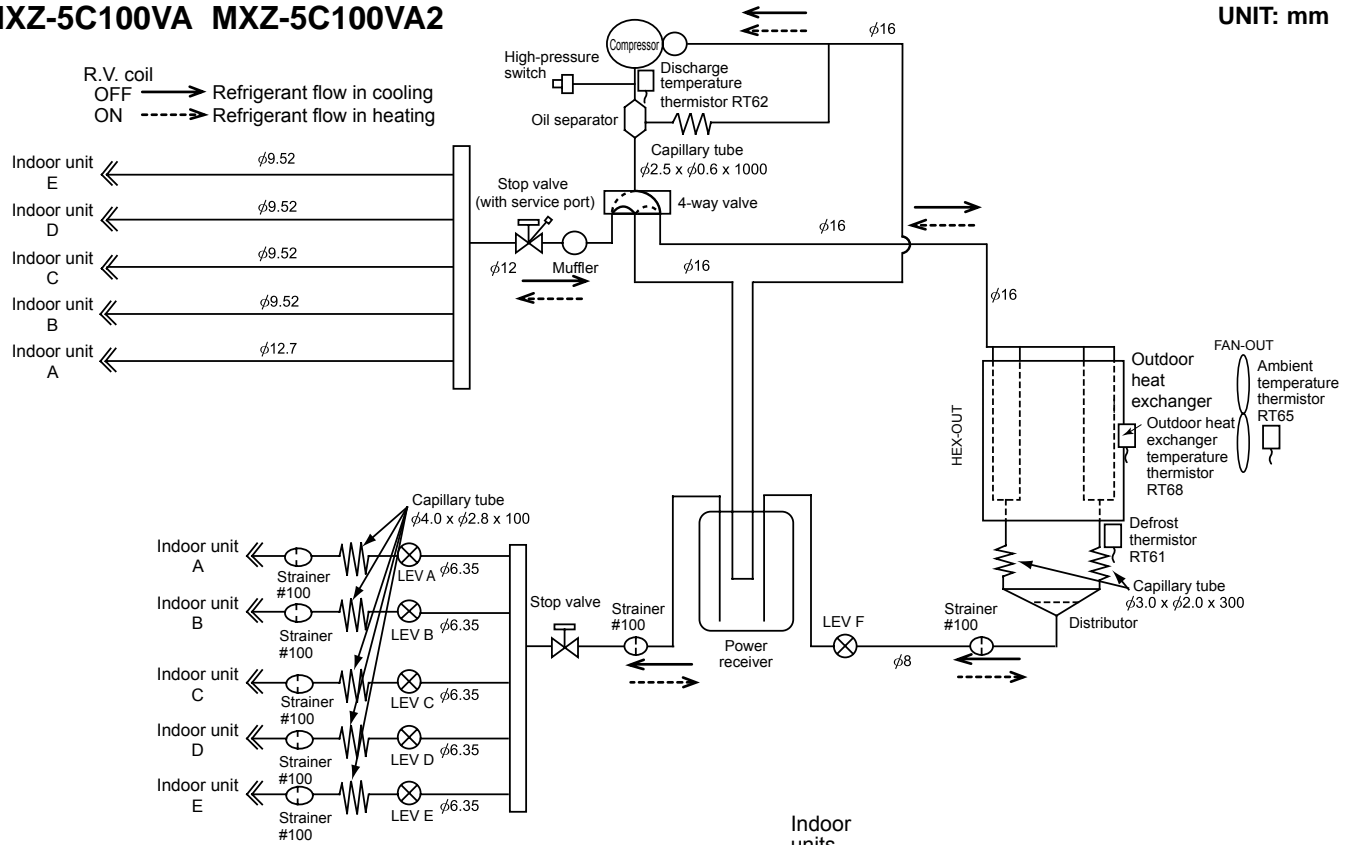 MXZ-5C100VA MXZ-5C100VA2
UNIT: mm
R.V. coil
OFF Refrigerant flow in cooling
ON Refrigerant flow in heating
Compressor
High-pressure
switch
Discharge
temperature
thermistor RT62
Oil separator
Capillary tube
ϕ2.5 x ϕ0.6 x 1000
4-way valve
Stop valve
(with service port)
Muffler
ϕ12
ϕ16
ϕ16
ϕ16
ϕ16
Indoor unit
E
ϕ9.52
Indoor unit
D
ϕ9.52
Indoor unit
C
ϕ9.52
Indoor unit
B
ϕ9.52
Indoor unit
A
ϕ12.7
HEX-OUT
Outdoor
heat
exchanger
FAN-OUT
Ambient
temperature
thermistor
RT65
Outdoor heat
exchanger
temperature
thermistor
RT68
Defrost
thermistor
RT61
Capillary tube
ϕ3.0 x ϕ2.0 x 300
Distributor
Strainer
#100
ϕ8
LEV F
Power
receiver
Strainer
#100
Stop valve
Capillary tube
ϕ4.0 x ϕ2.8 x 100
Indoor unit
A
Strainer
#100
LEV A
ϕ6.35
Indoor unit
B
Strainer
#100
LEV B
ϕ6.35
Indoor unit
C
Strainer
#100
LEV C
ϕ6.35
Indoor unit
D
Strainer
#100
LEV D
ϕ6.35
Indoor unit
E
Strainer
#100
LEV E
ϕ6.35
Indoor
units